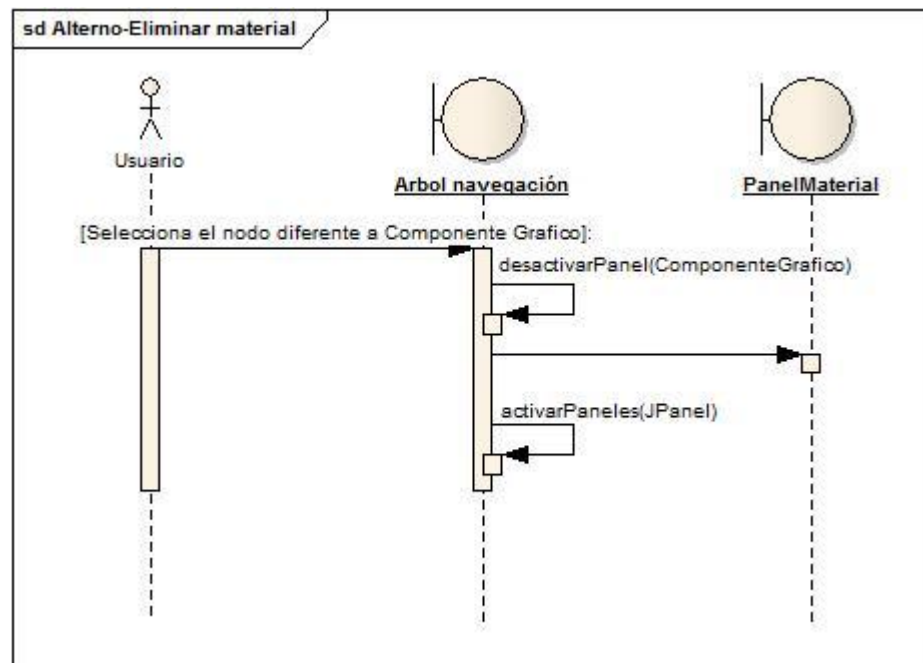 sd Alterno-Eliminar material
Usuario
Arbol navegación
PanelMaterial
[Selecciona el nodo diferente a Componente Grafico]:
desactivarPanel(ComponenteGrafico)
activarPaneles(JPanel)